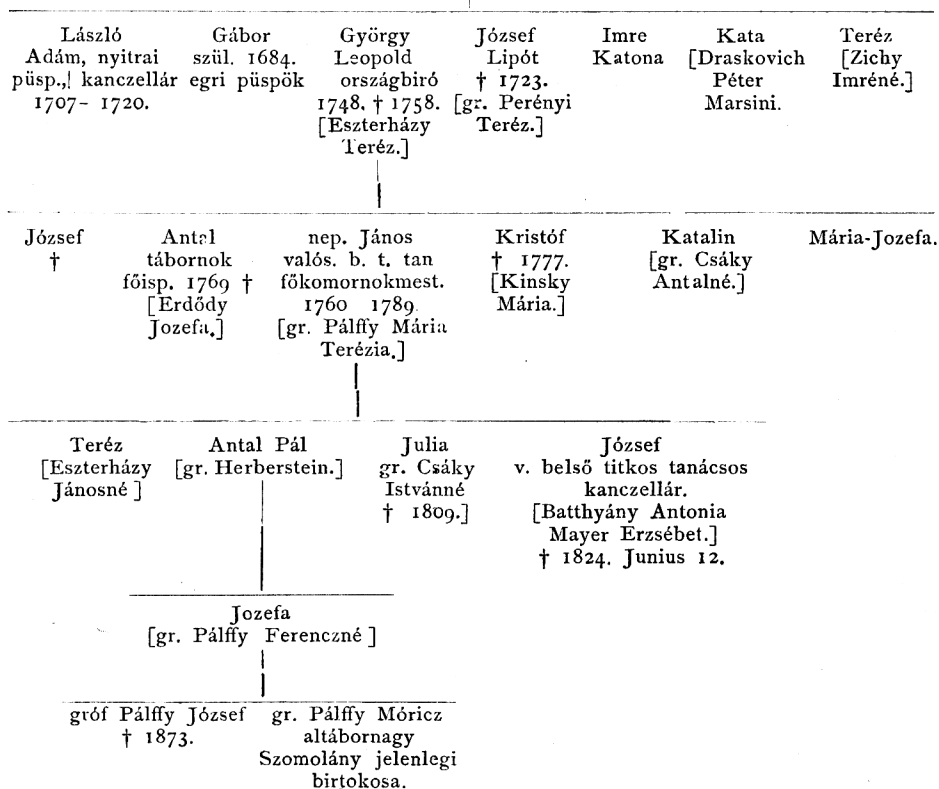 László
Adám, nyitrai
püsp., kanczellár
1707- 1720.
Gábor
szül. 1684.
egri püspök
György
Leopold
országbiró
1748. † 1758.
[Eszterházy
Teréz.]
József
Lipót
† 1723.
[gr. Perényi
Teréz.]
Imre
Katona
Kata
[Draskovich
Péter
Marsini.
Teréz
[Zichy
Imréné.]
József
†
Antal
tábornok
főisp. 1769 †
[Erdődy
Jozefa.]
nep. János
valós. b. t. tan
főkomornokmest.
1760 1789.
[gr. Pálffy Mária
Terézia.]
Kristóf
† 1777.
[Kinsky
Mária.]
Katalin
[gr. Csáky
Antalné.]
Mária-Jozefa.
Teréz
[Eszterházy
Jánosné ]
Antal Pál
[gr. Herberstein.]
Julia
gr. Csáky
Istvánné
† 1809.]
József
v. belső titkos tanácsos
kanczellár.
[Batthyány Antonia
Mayer Erzsébet.]
† 1824. Junius 12.
Jozefa
[gr. Pálffy Ferenczné ]
gróf Pálffy József
† 1873.
gr. Pálffy Móricz
altábornagy
Szomolány jelenlegi
birtokosa.